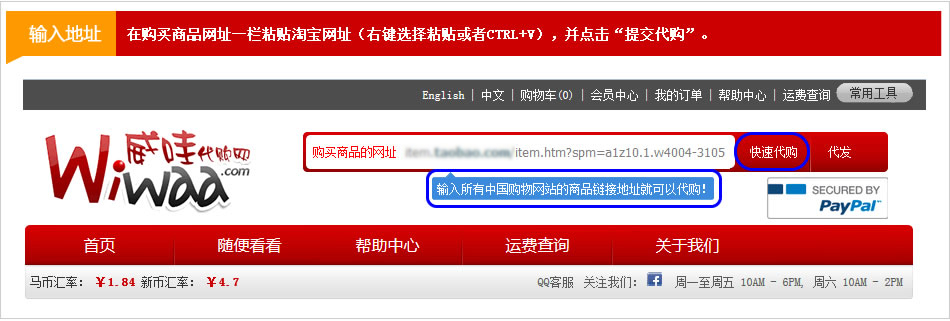 输入地址 在购买商品网址一栏粘贴淘宝网址（右键选择粘贴或者CTRL+V），并点击“提交代购”。
English | 中文 | 购物车(0) | 会员中心 | 我的订单 | 帮助中心 | 运费查询 常用工具
Wiwaa 威哇代购网 .com
购买商品的网址 item.taobao.com/item.htm?spm=a1z10.1.w4004-3105 快速代购 代发
输入所有中国购物网站的商品链接地址就可以代购！
SECURED BY
PayPal
首页 随便看看 帮助中心 运费查询 关于我们
马币汇率： ￥1.84 新币汇率： ￥4.7 QQ客服 关注我们: f 周一至周五 10AM - 6PM, 周六 10AM - 2PM